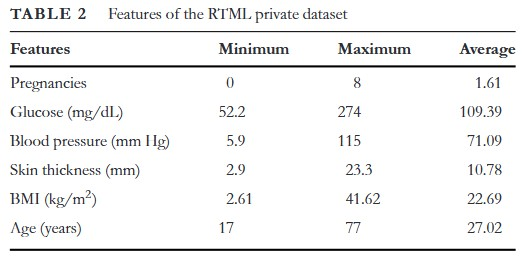 TABLE 2 Features of the RTML private dataset
Features Minimum Maximum Average
Pregnancies 0 8 1.61
Glucose (mg/dL) 52.2 274 109.39
Blood pressure (mm Hg) 5.9 115 71.09
Skin thickness (mm) 2.9 23.3 10.78
BMI (kg/m²) 2.61 41.62 22.69
Age (years) 17 77 27.02